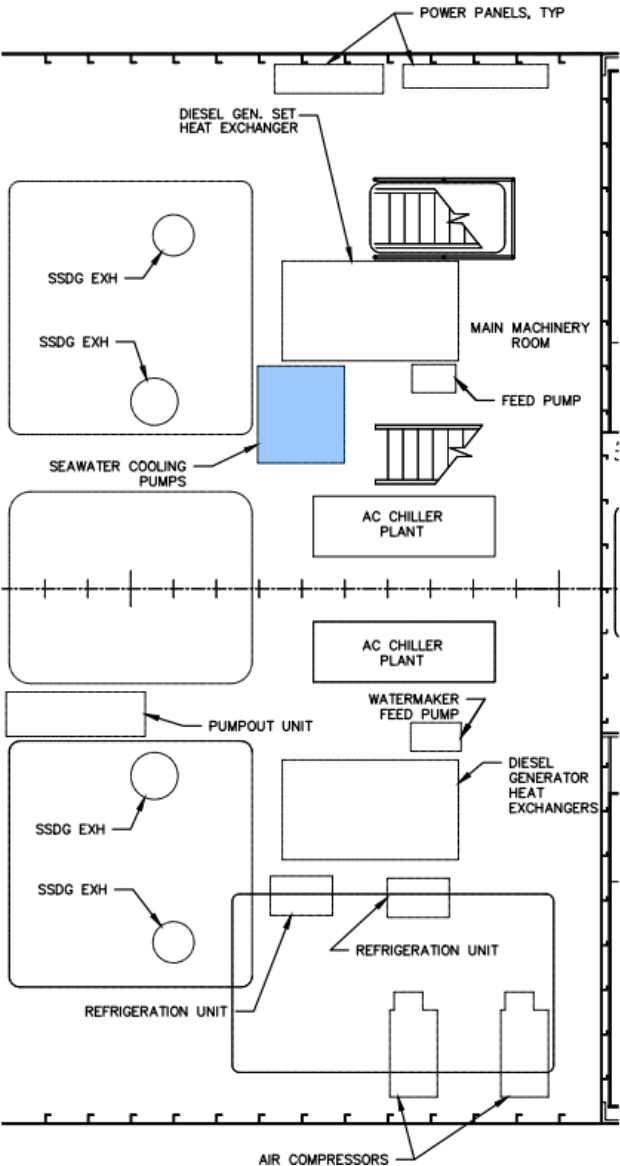 POWER PANELS, TYP
DIESEL GEN. SET
HEAT EXCHANGER
SSDG EXH
SSDG EXH
MAIN MACHINERY
ROOM
FEED PUMP
SEAWATER COOLING
PUMPS
AC CHILLER
PLANT
AC CHILLER
PLANT
WATERMAKER
FEED PUMP
PUMPOUT UNIT
DIESEL
GENERATOR
HEAT
EXCHANGERS
SSDG EXH
SSDG EXH
REFRIGERATION UNIT
REFRIGERATION UNIT
AIR COMPRESSORS